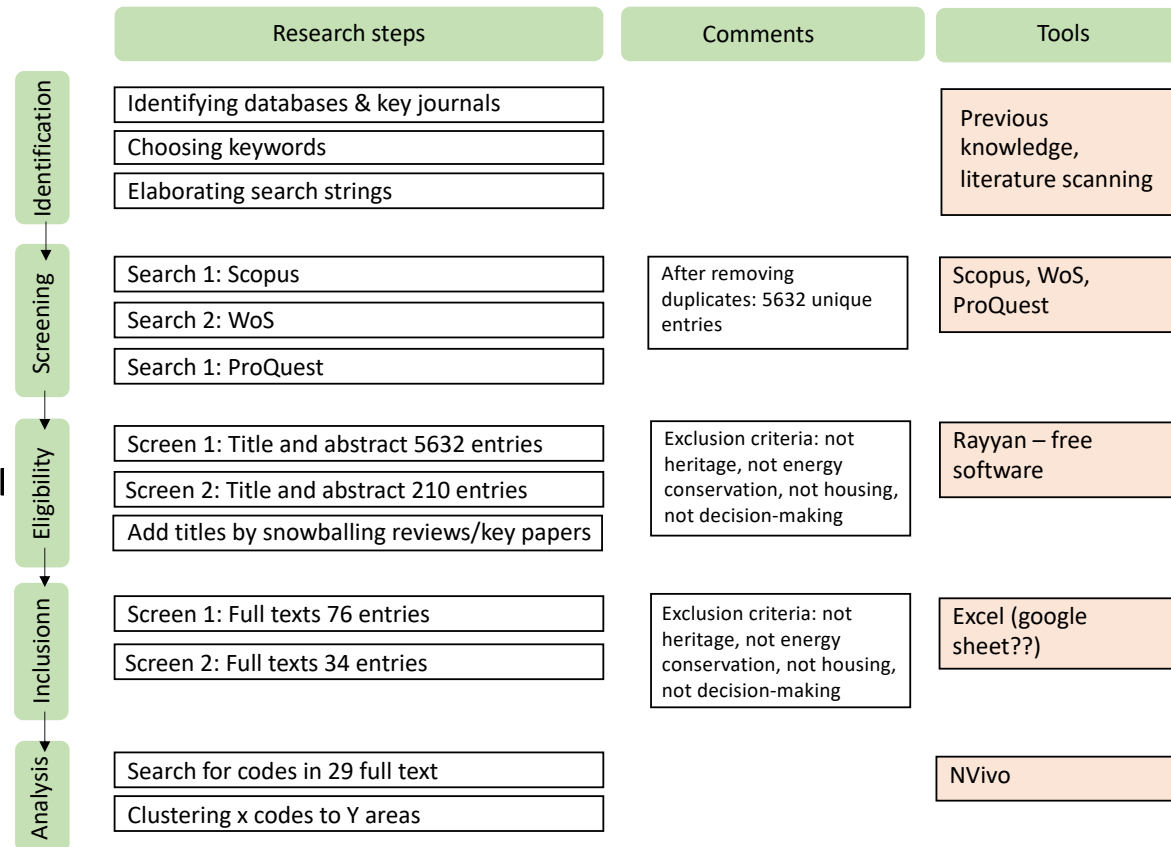 Research steps
Comments
Tools
Identification
Identifying databases & key journals
Choosing keywords
Elaborating search strings
Previous
knowledge,
literature scanning
Screening
Search 1: Scopus
Search 2: WoS
Search 1: ProQuest
After removing
duplicates: 5632 unique
entries
Scopus, WoS,
ProQuest
Eligibility
Screen 1: Title and abstract 5632 entries
Screen 2: Title and abstract 210 entries
Add titles by snowballing reviews/key papers
Exclusion criteria: not
heritage, not energy
conservation, not housing,
not decision-making
Rayyan – free
software
Inclusionn
Screen 1: Full texts 76 entries
Screen 2: Full texts 34 entries
Exclusion criteria: not
heritage, not energy
conservation, not housing,
not decision-making
Excel (google
sheet??)
Analysis
Search for codes in 29 full text
Clustering x codes to Y areas
NVivo